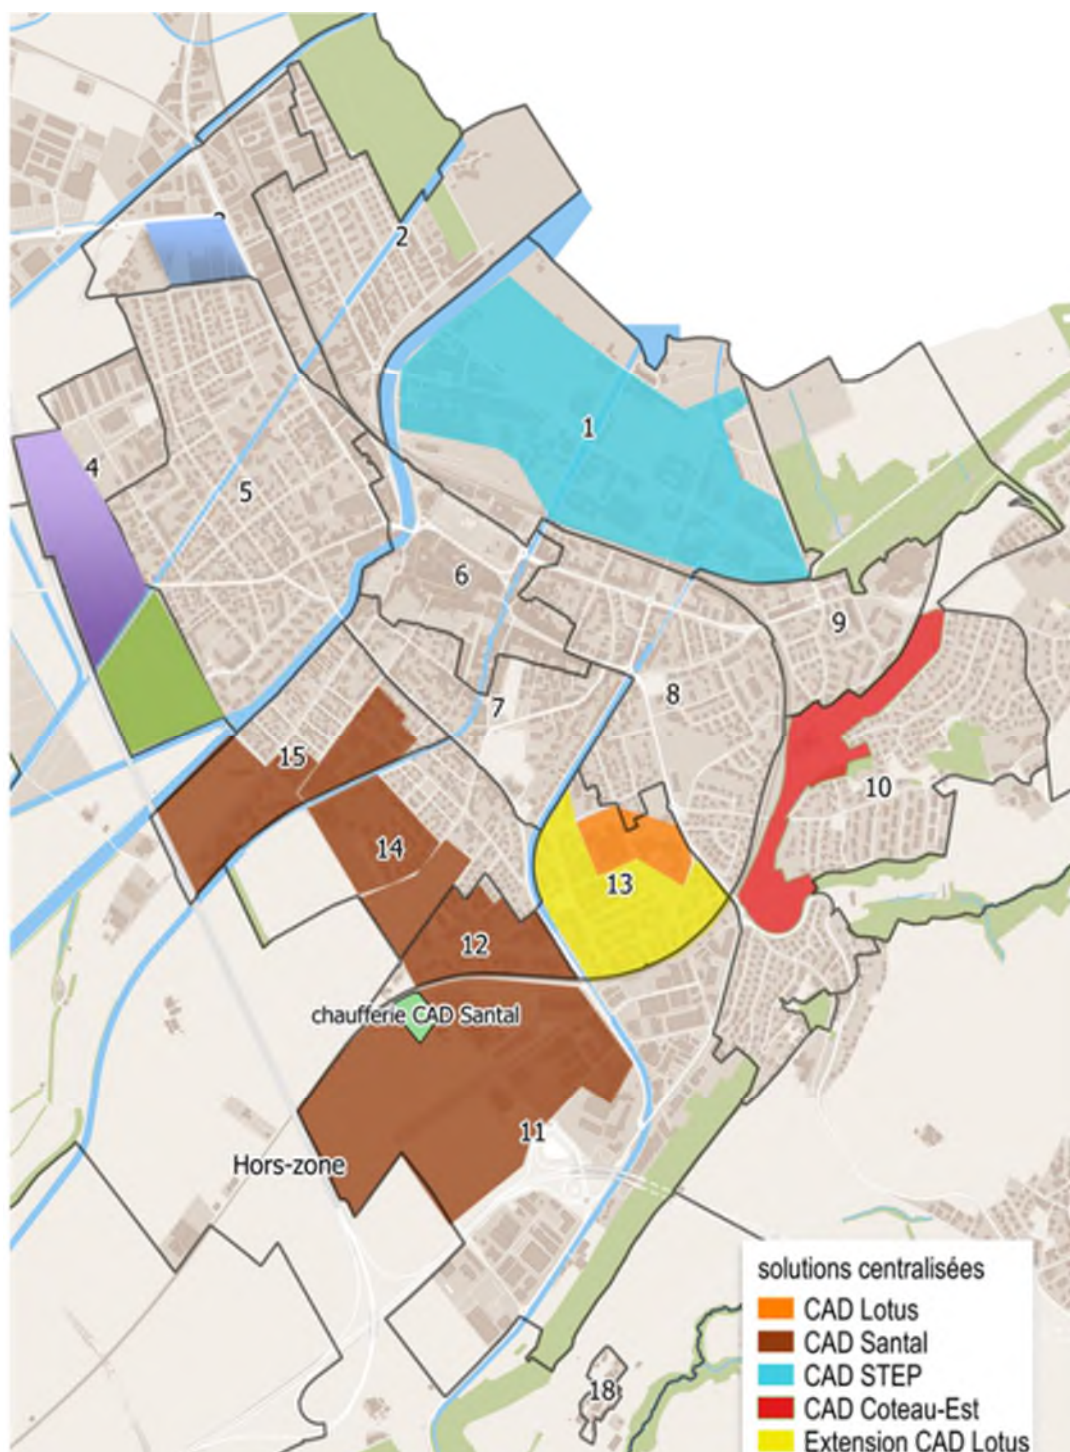 2
1
4
5
6
9
8
7
15
10
14
13
12
chaufferie CAD Santal
11
Hors-zone
18
solutions centralisées
CAD Lotus
CAD Santal
CAD STEP
CAD Coteau-Est
Extension CAD Lotus